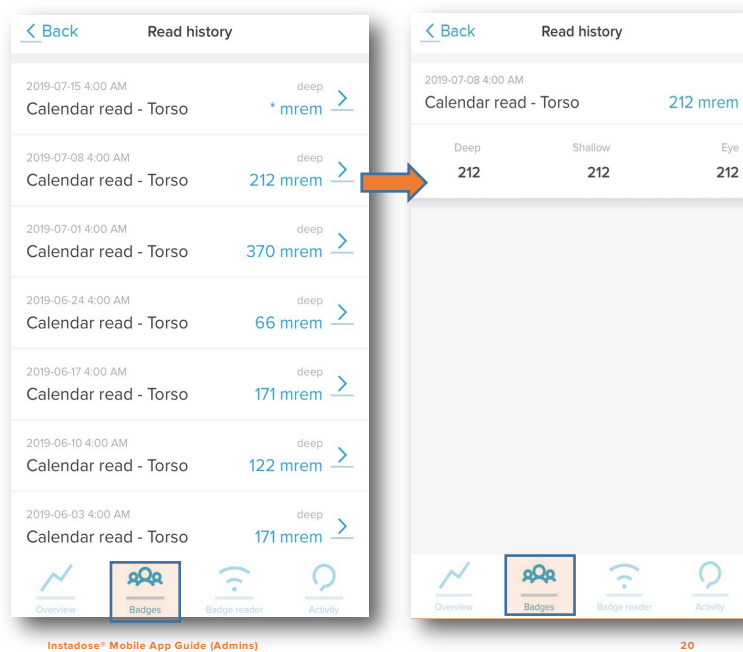 < Back Read history
2019-07-15 4:00 AM deep
Calendar read - Torso * mrem >
2019-07-08 4:00 AM deep
Calendar read - Torso 212 mrem >
2019-07-01 4:00 AM deep
Calendar read - Torso 370 mrem >
2019-06-24 4:00 AM deep
Calendar read - Torso 66 mrem >
2019-06-17 4:00 AM deep
Calendar read - Torso 171 mrem >
2019-06-10 4:00 AM deep
Calendar read - Torso 122 mrem >
2019-06-03 4:00 AM deep
Calendar read - Torso 171 mrem >
Overview Badges Badge reader Activity
< Back Read history
2019-07-08 4:00 AM
Calendar read - Torso 212 mrem
Deep Shallow Eye
212 212 212
Overview Badges Badge reader Activity
Instadose® Mobile App Guide (Admins) 20